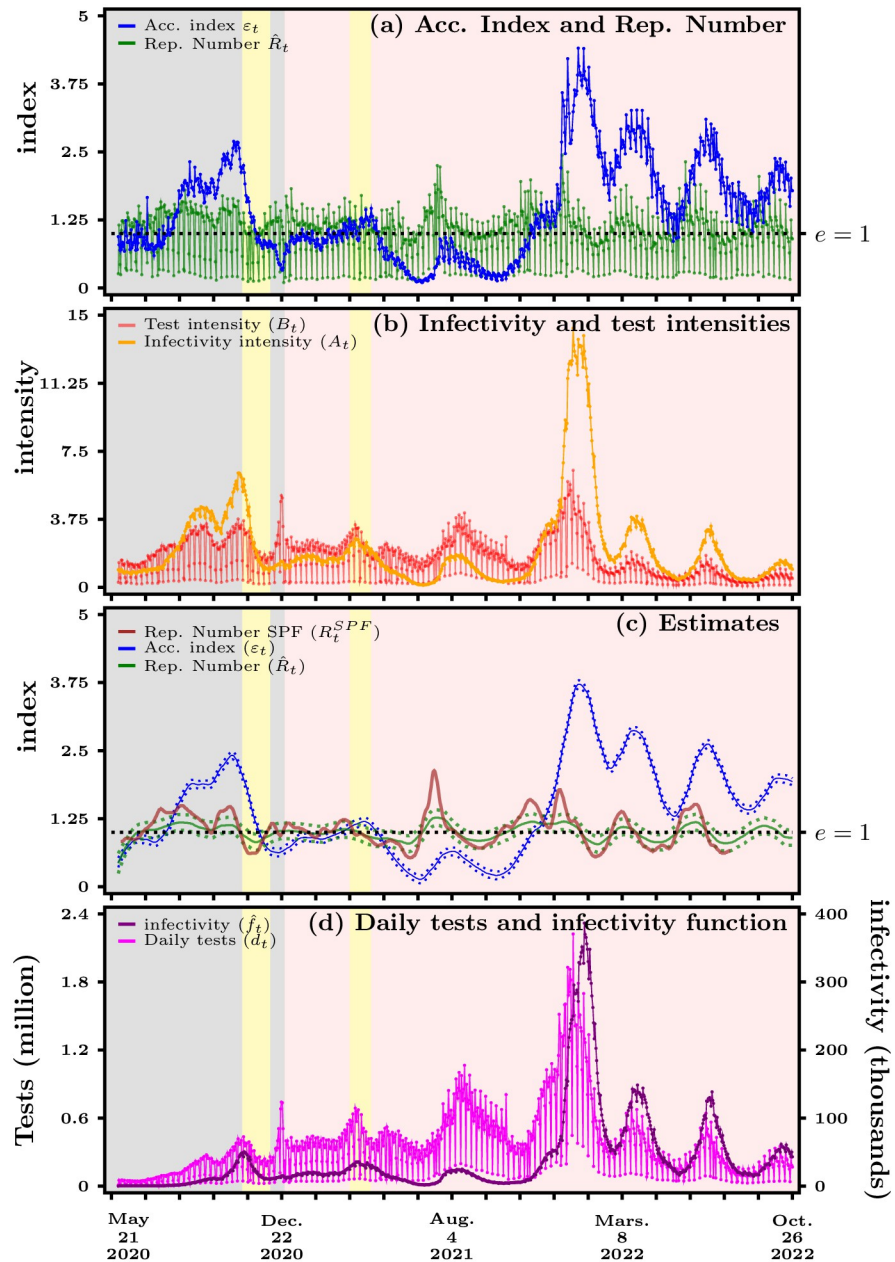 (a) Acc. Index and Rep. Number
Acc. index εₜ
Rep. Number R̂ₜ
index
5
3.75
2.5
1.25
0
e = 1
(b) Infectivity and test intensities
Test intensity (Bₜ)
Infectivity intensity (Aₜ)
intensity
15
11.25
7.5
3.75
0
(c) Estimates
Rep. Number SPF (Rₜ^SPF)
Acc. index (εₜ)
Rep. Number (R̂ₜ)
index
5
3.75
2.5
1.25
0
e = 1
(d) Daily tests and infectivity function
infectivity (f̂ₜ)
Daily tests (dₜ)
Tests (million)
2.4
1.8
1.2
0.6
0
infectivity (thousands)
400
300
200
100
0
May 21 2020
Dec. 22 2020
Aug. 4 2021
Mars. 8 2022
Oct. 26 2022